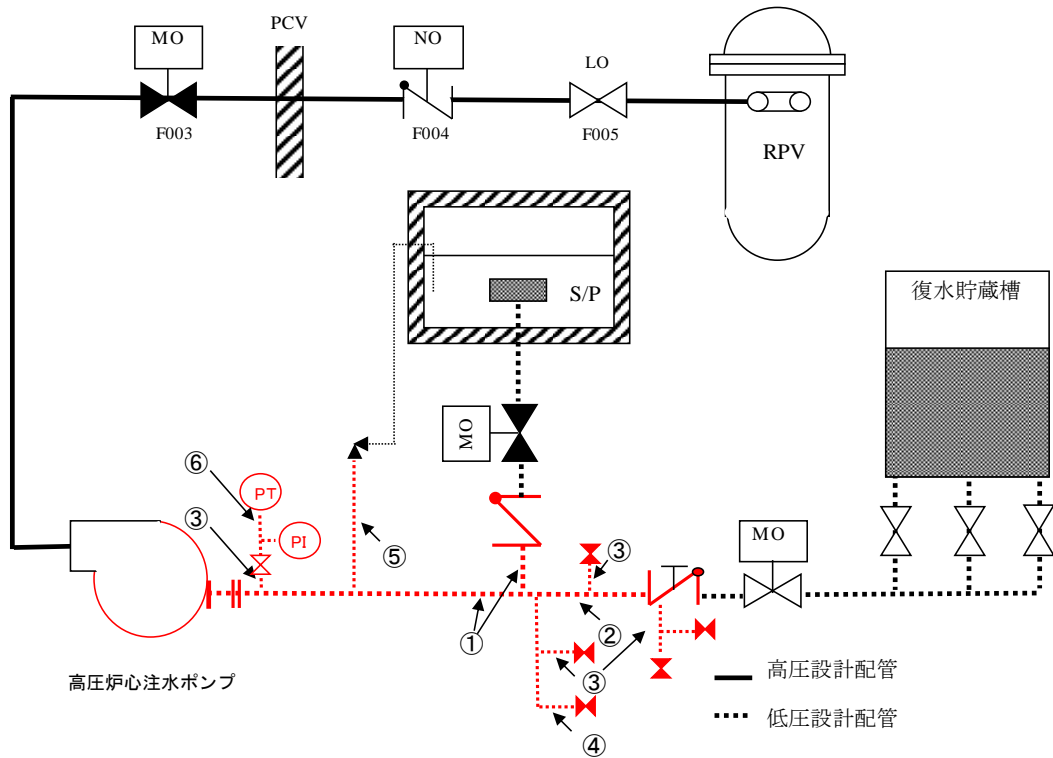 PCV
MO
NO
LO
F003
F004
F005
RPV
S/P
復水貯蔵槽
MO
⑥
PT
③
PI
⑤
③
MO
①
②
③
④
高圧炉心注水ポンプ
高圧設計配管
低圧設計配管